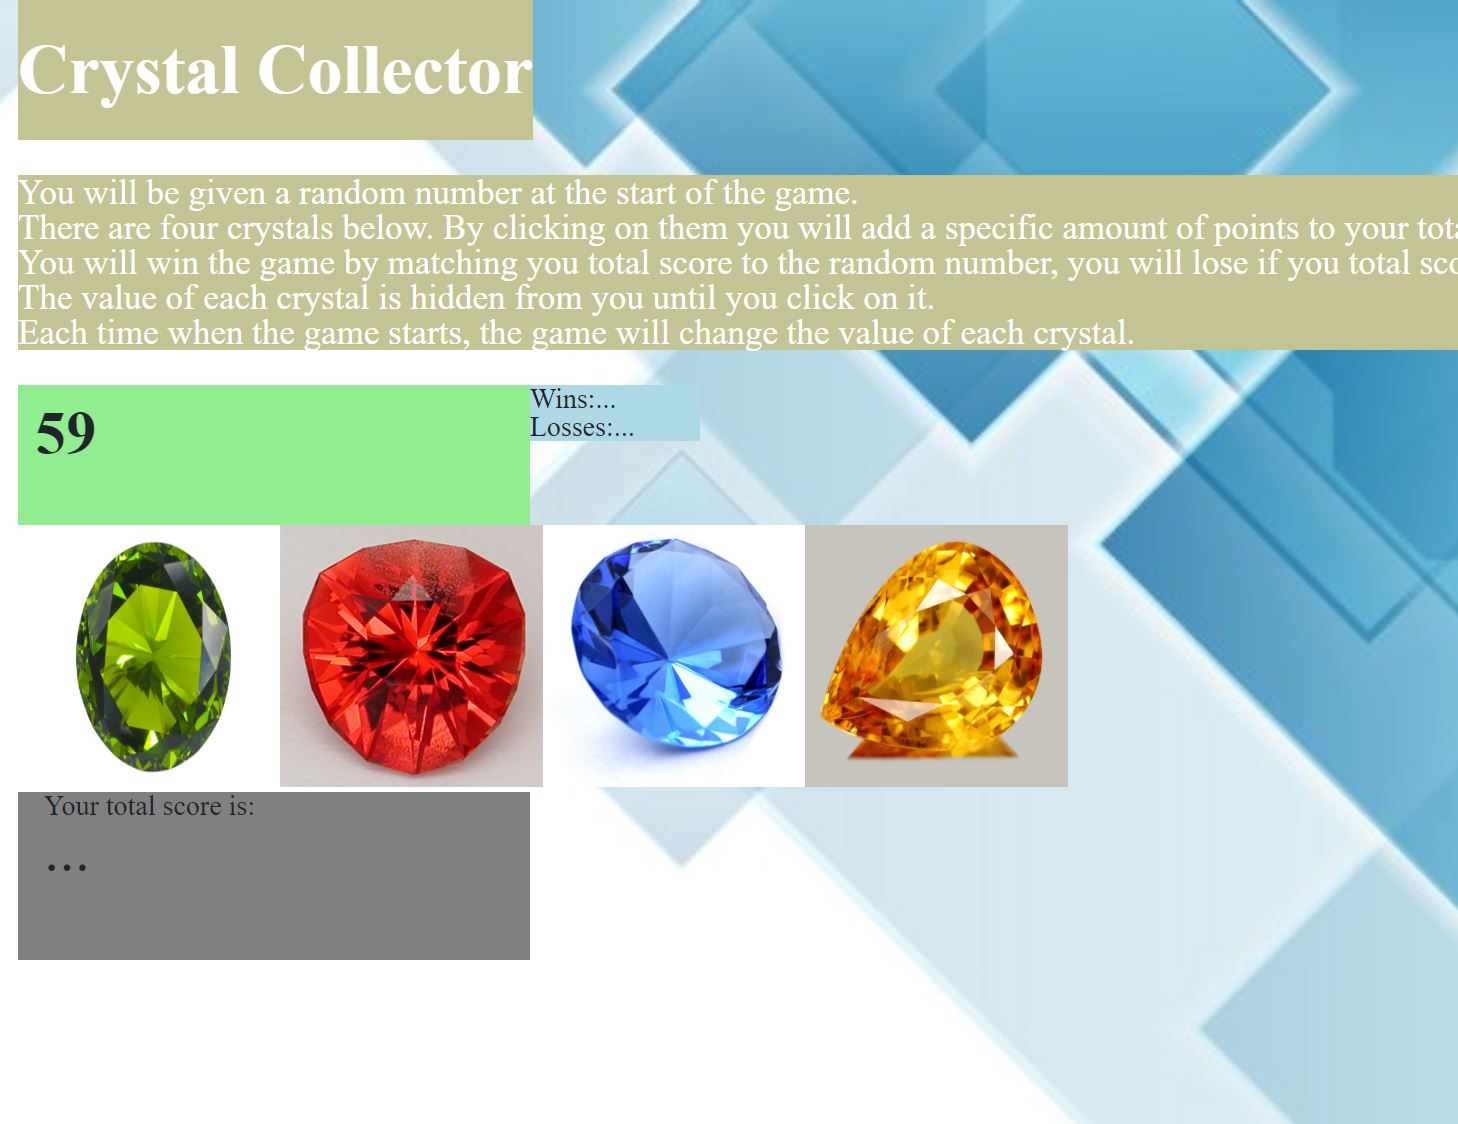 Crystal Collector
You will be given a random number at the start of the game.
There are four crystals below. By clicking on them you will add a specific amount of points to your
You will win the game by matching you total score to the random number, you will lose if you total
The value of each crystal is hidden from you until you click on it.
Each time when the game starts, the game will change the value of each crystal.
59
Wins:...
Losses:...
Your total score is:
...